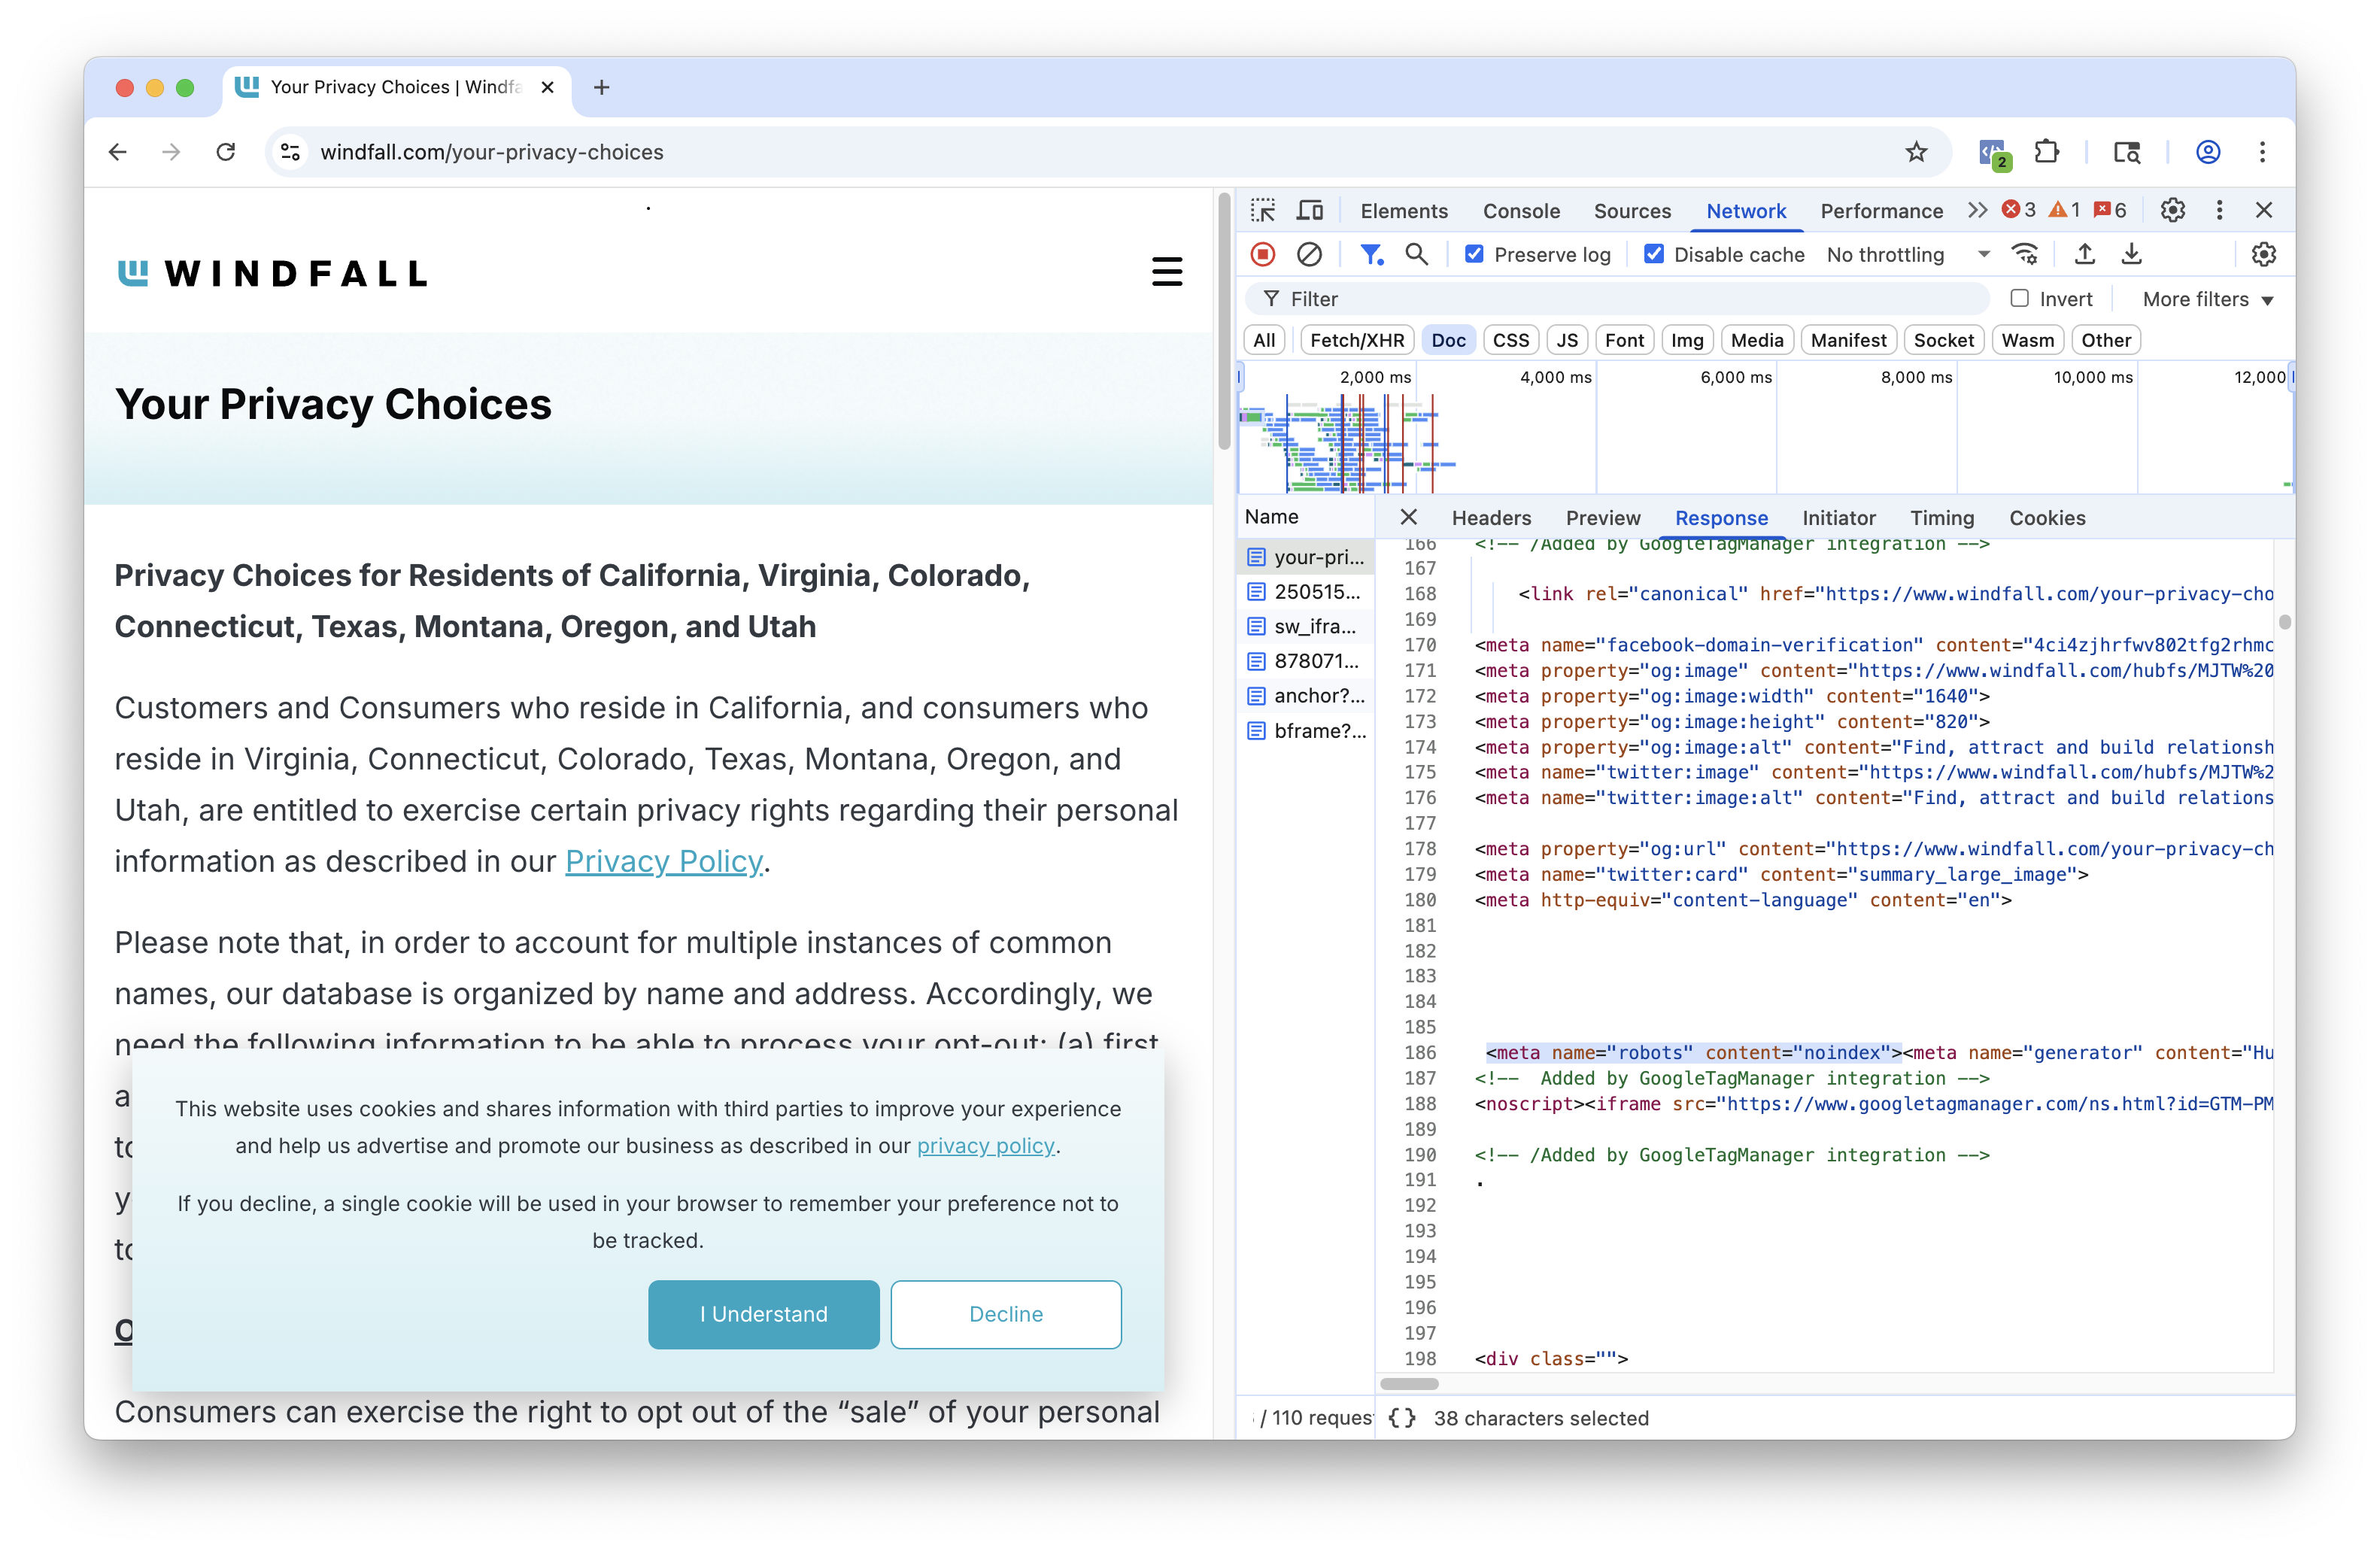 Your Privacy Choices | Windfa
windfall.com/your-privacy-choices
2
.
WINDFALL
Your Privacy Choices
Privacy Choices for Residents of California, Virginia, Colorado,
Connecticut, Texas, Montana, Oregon, and Utah
Customers and Consumers who reside in California, and consumers who
reside in Virginia, Connecticut, Colorado, Texas, Montana, Oregon, and
Utah, are entitled to exercise certain privacy rights regarding their personal
information as described in our Privacy Policy.
Please note that, in order to account for multiple instances of common
names, our database is organized by name and address. Accordingly, we
need the following information to be able to process your opt-out: (a) first
This website uses cookies and shares information with third parties to improve your experience
and help us advertise and promote our business as described in our privacy policy.
If you decline, a single cookie will be used in your browser to remember your preference not to
be tracked.
I Understand
Decline
Consumers can exercise the right to opt out of the “sale” of your personal
Elements Console Sources Network Performance 3 1 6
Preserve log Disable cache No throttling
Filter Invert More filters
All Fetch/XHR Doc CSS JS Font Img Media Manifest Socket Wasm Other
2,000 ms 4,000 ms 6,000 ms 8,000 ms 10,000 ms 12,000
Name
your-pri...
250515...
sw_ifra...
878071...
anchor?...
bframe?...
Headers Preview Response Initiator Timing Cookies
166 <!-- /Added by GoogleTagManager integration -->
167
168 <link rel="canonical" href="https://www.windfall.com/your-privacy-cho
169
170 <meta name="facebook-domain-verification" content="4ci4zjhrfwv802tfg2rhmc
171 <meta property="og:image" content="https://www.windfall.com/hubfs/MJTW%20
172 <meta property="og:image:width" content="1640">
173 <meta property="og:image:height" content="820">
174 <meta property="og:image:alt" content="Find, attract and build relationsh
175 <meta name="twitter:image" content="https://www.windfall.com/hubfs/MJTW%2
176 <meta name="twitter:image:alt" content="Find, attract and build relations
177
178 <meta property="og:url" content="https://www.windfall.com/your-privacy-ch
179 <meta name="twitter:card" content="summary_large_image">
180 <meta http-equiv="content-language" content="en">
181
182
183
184
185
186 <meta name="robots" content="noindex"><meta name="generator" content="Hu
187 <!--  Added by GoogleTagManager integration -->
188 <noscript><iframe src="https://www.googletagmanager.com/ns.html?id=GTM-PM
189
190 <!-- /Added by GoogleTagManager integration -->
191 .
192
193
194
195
196
197
198 <div class="">
/ 110 reques
{ } 38 characters selected